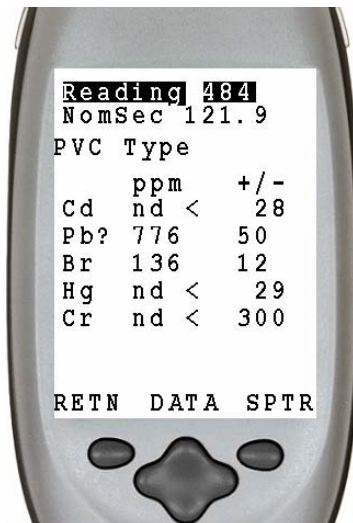 Reading 484
NomSec 121.9
PVC Type
ppm +/-
Cd nd < 28
Pb? 776 50
Br 136 12
Hg nd < 29
Cr nd < 300
RETN DATA SPTR